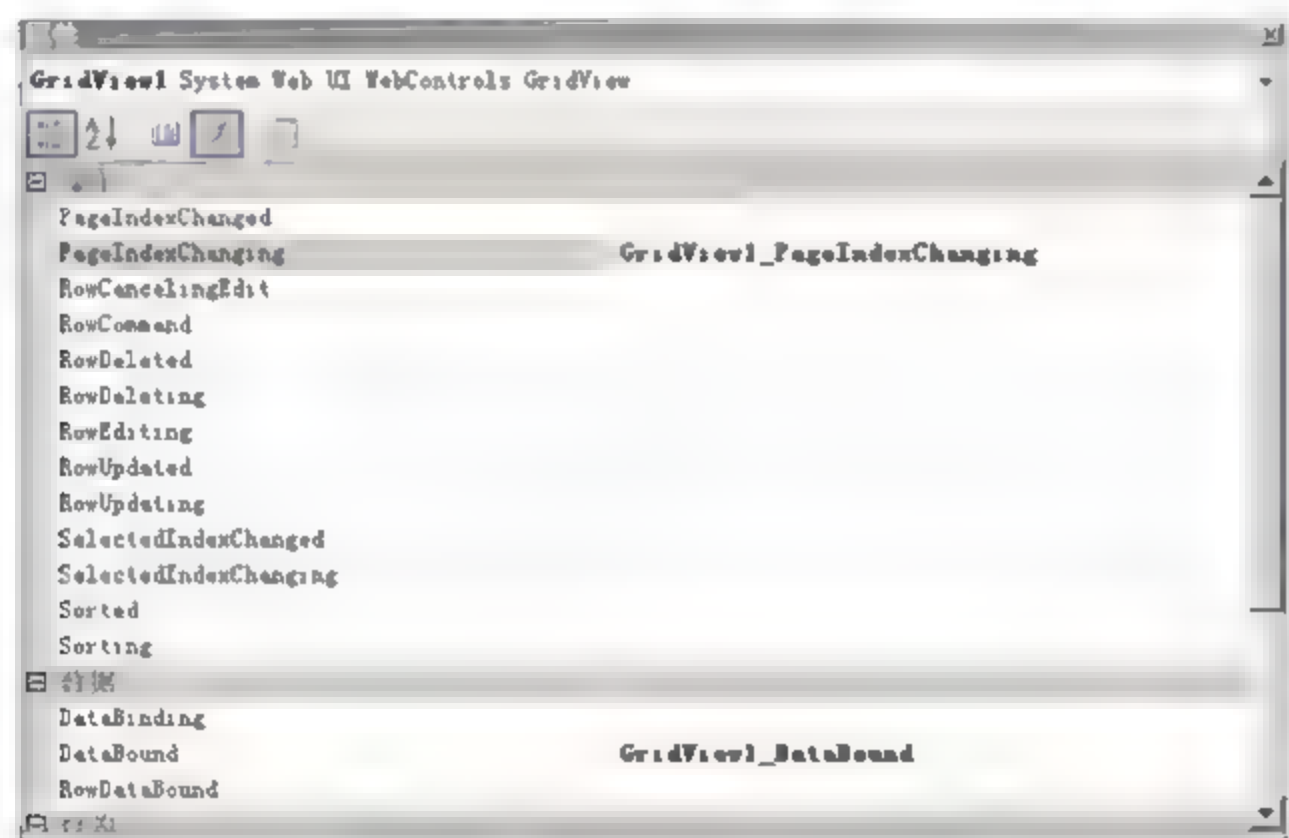 GridView1 System Web UI WebControls GridView
PageIndexChanged
PageIndexChanging GridView1_PageIndexChanging
RowCancelingEdit
RowCommand
RowDeleted
RowDeleting
RowEditing
RowUpdated
RowUpdating
SelectedIndexChanged
SelectedIndexChanging
Sorted
Sorting
DataBinding
DataBound GridView1_DataBound
RowDataBound